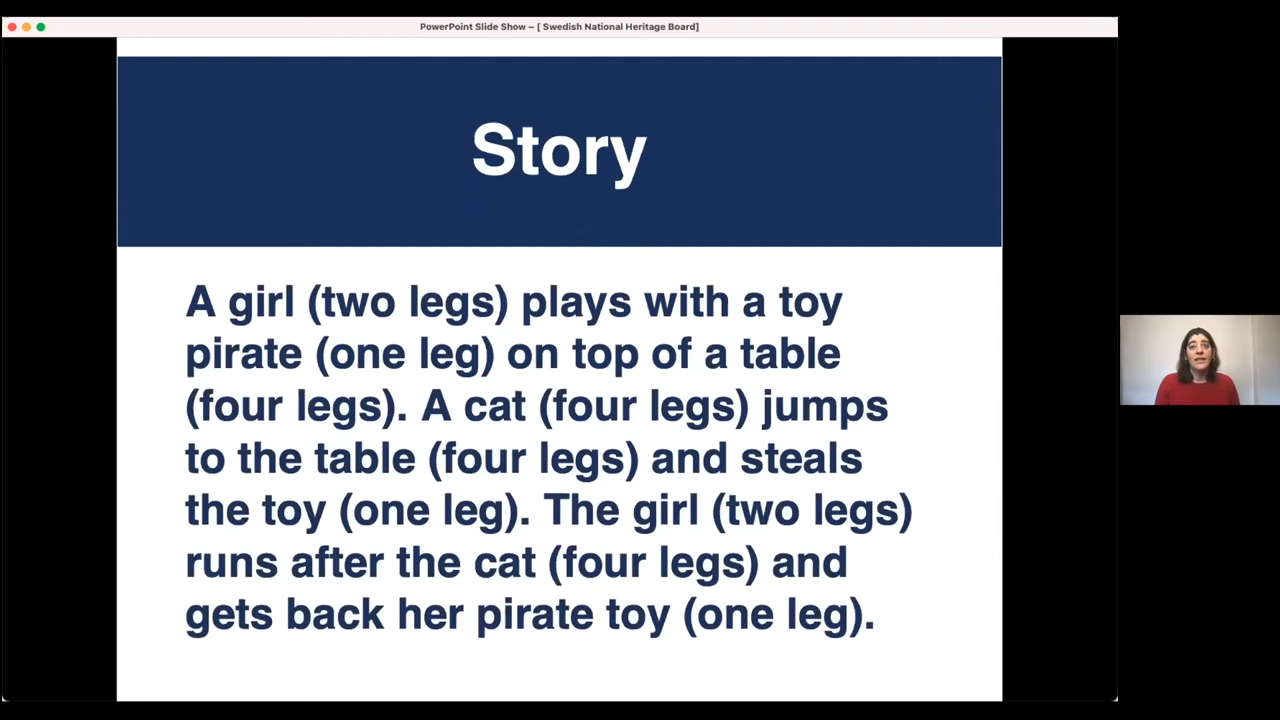 PowerPoint Slide Show – [ Swedish National Heritage Board]
Story
A girl (two legs) plays with a toy
pirate (one leg) on top of a table
(four legs). A cat (four legs) jumps
to the table (four legs) and steals
the toy (one leg). The girl (two legs)
runs after the cat (four legs) and
gets back her pirate toy (one leg).